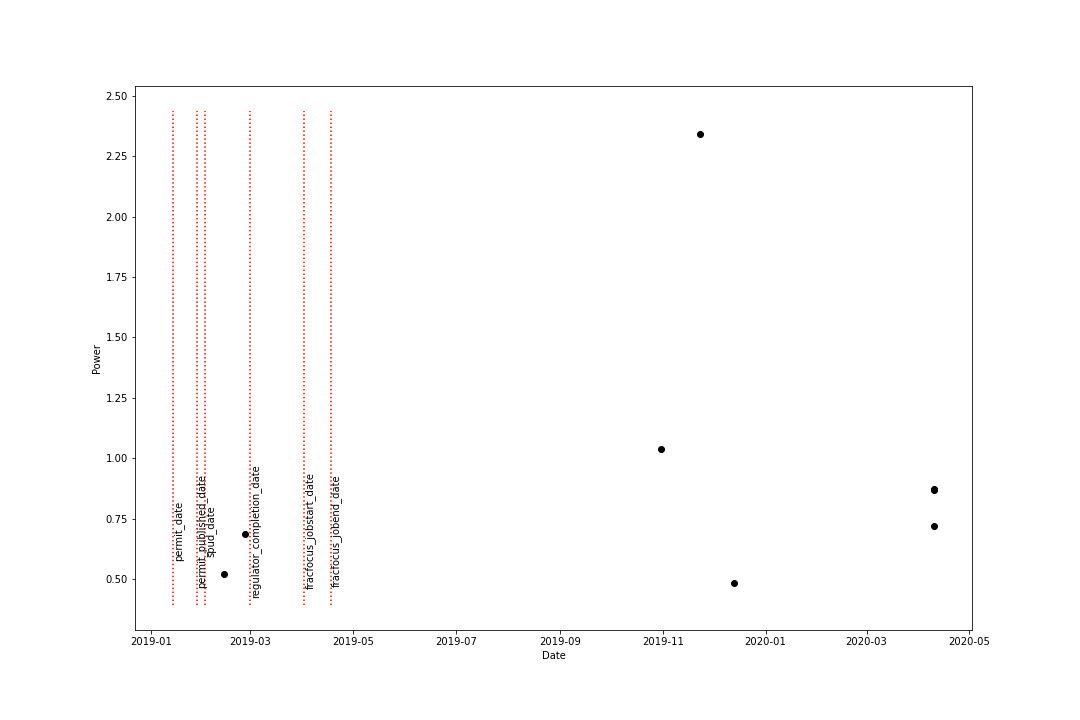 2.50
2.25
2.00
1.75
1.50
1.25
1.00
0.75
0.50
Power
permit_date
permit_published_date
spud_date
regulator_completion_date
fracfocus_jobstart_date
fracfocus_jobend_date
2019-01
2019-03
2019-05
2019-07
2019-09
2019-11
2020-01
2020-03
2020-05
Date